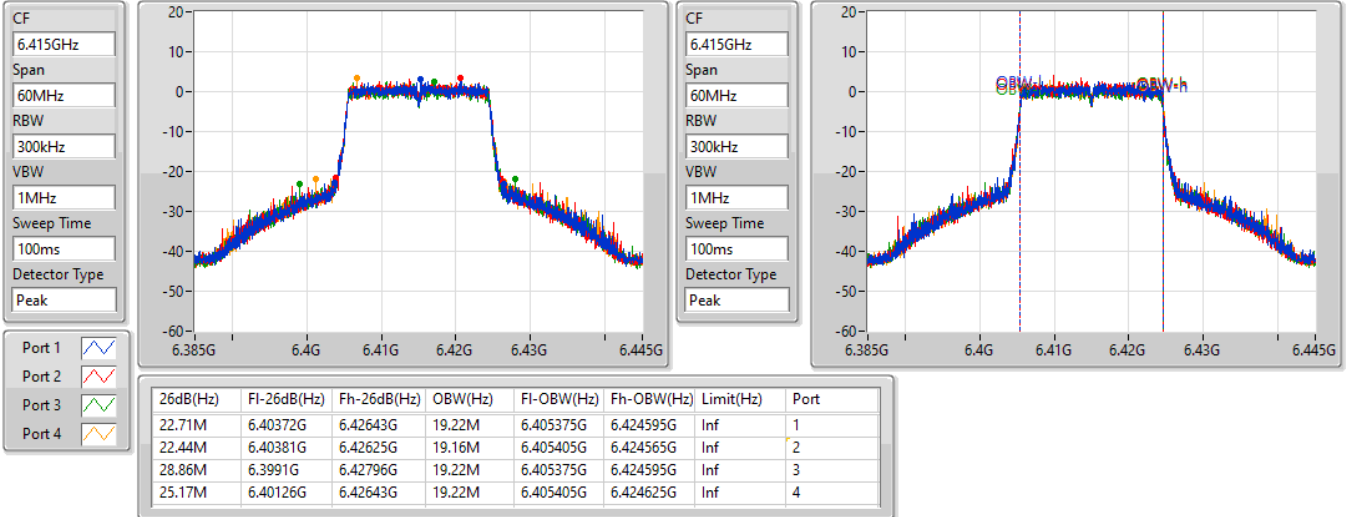 CF
6.415GHz
Span
60MHz
RBW
300kHz
VBW
1MHz
Sweep Time
100ms
Detector Type
Peak
Port 1
Port 2
Port 3
Port 4
20
10
0
-10
-20
-30
-40
-50
-60
6.385G 6.4G 6.41G 6.42G 6.43G 6.445G
CF
6.415GHz
Span
60MHz
RBW
300kHz
VBW
1MHz
Sweep Time
100ms
Detector Type
Peak
20
10
0
-10
-20
-30
-40
-50
-60
OBW-h
6.385G 6.4G 6.41G 6.42G 6.43G 6.445G
26dB(Hz) Fl-26dB(Hz) Fh-26dB(Hz) OBW(Hz) Fl-OBW(Hz) Fh-OBW(Hz) Limit(Hz) Port
22.71M 6.40372G 6.42643G 19.22M 6.405375G 6.424595G Inf 1
22.44M 6.40381G 6.42625G 19.16M 6.405405G 6.424565G Inf 2
28.86M 6.3991G 6.42796G 19.22M 6.405375G 6.424595G Inf 3
25.17M 6.40126G 6.42643G 19.22M 6.405405G 6.424625G Inf 4